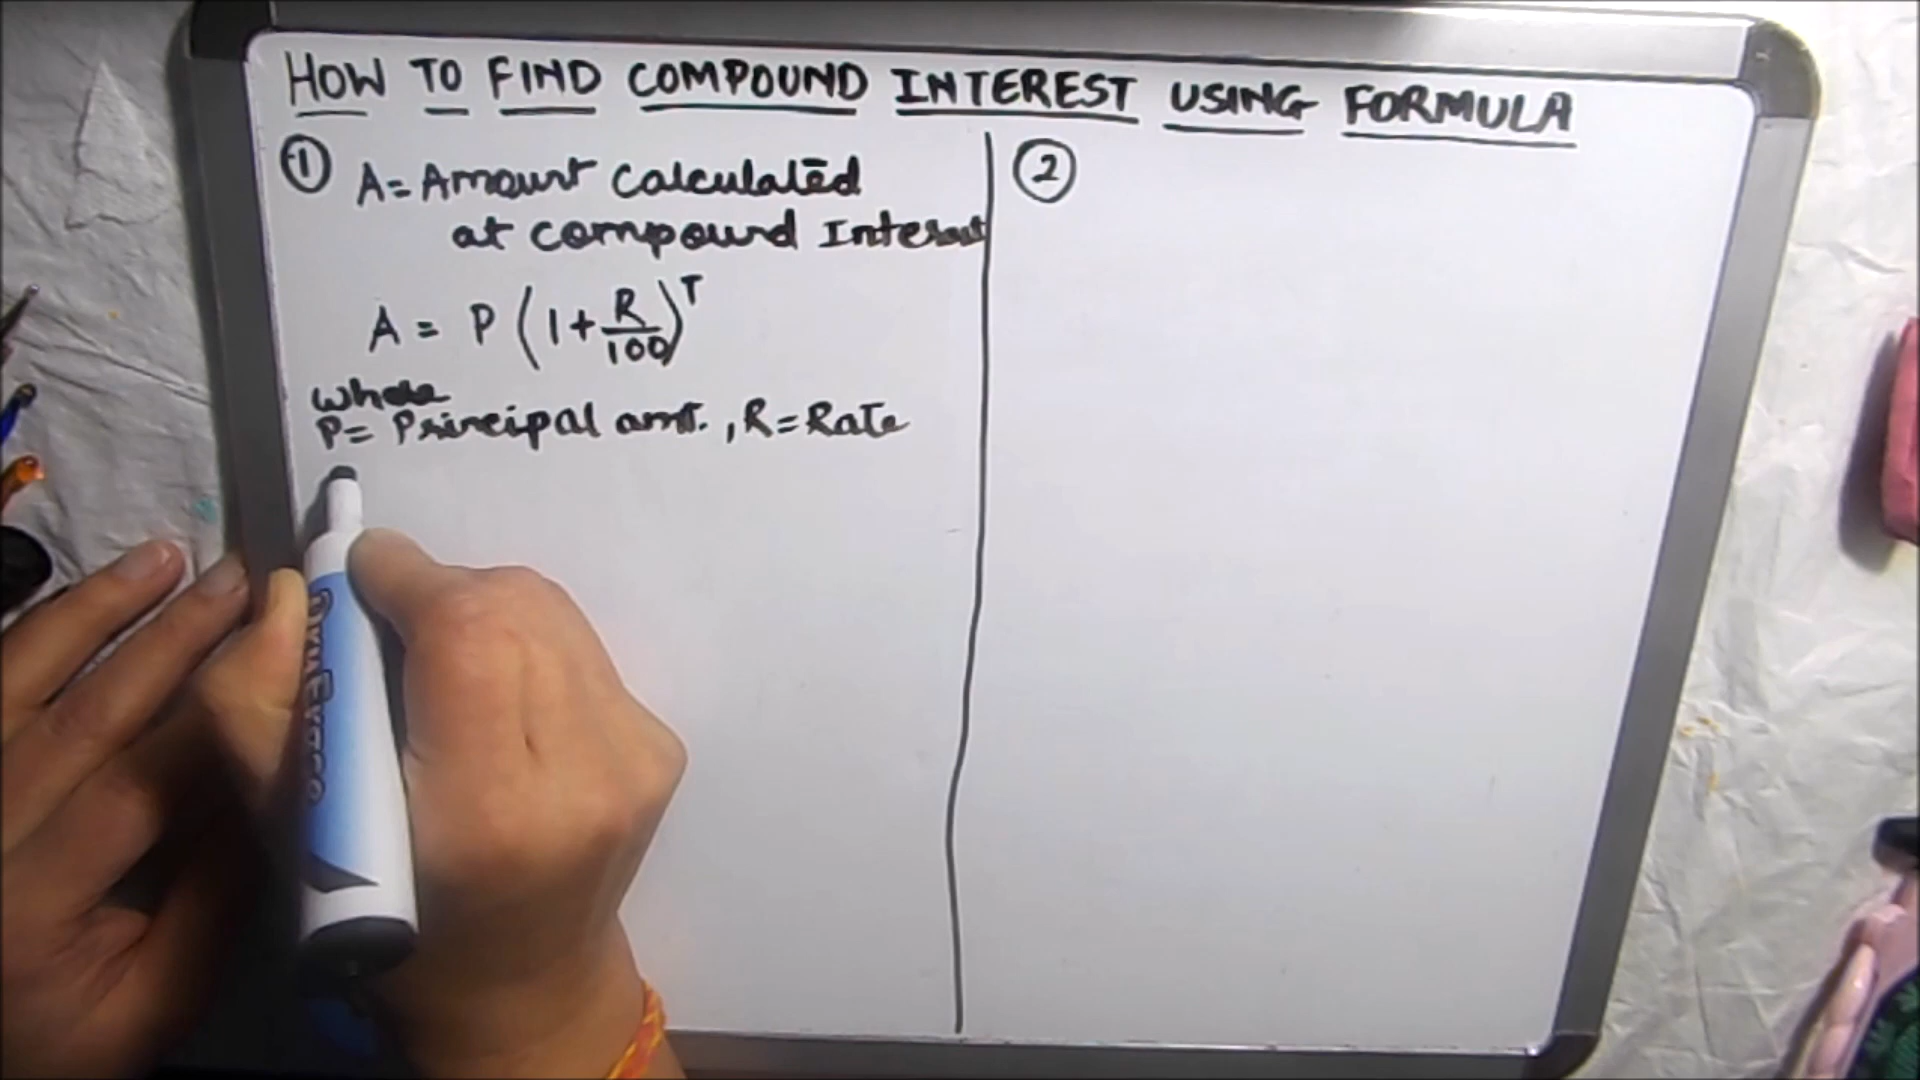 HOW TO FIND COMPOUND INTEREST USING FORMULA
① A = Amount Calculated
at compound Interest
A = P (1 + R/100)^T
where
P = Principal amt. , R = Rate
②